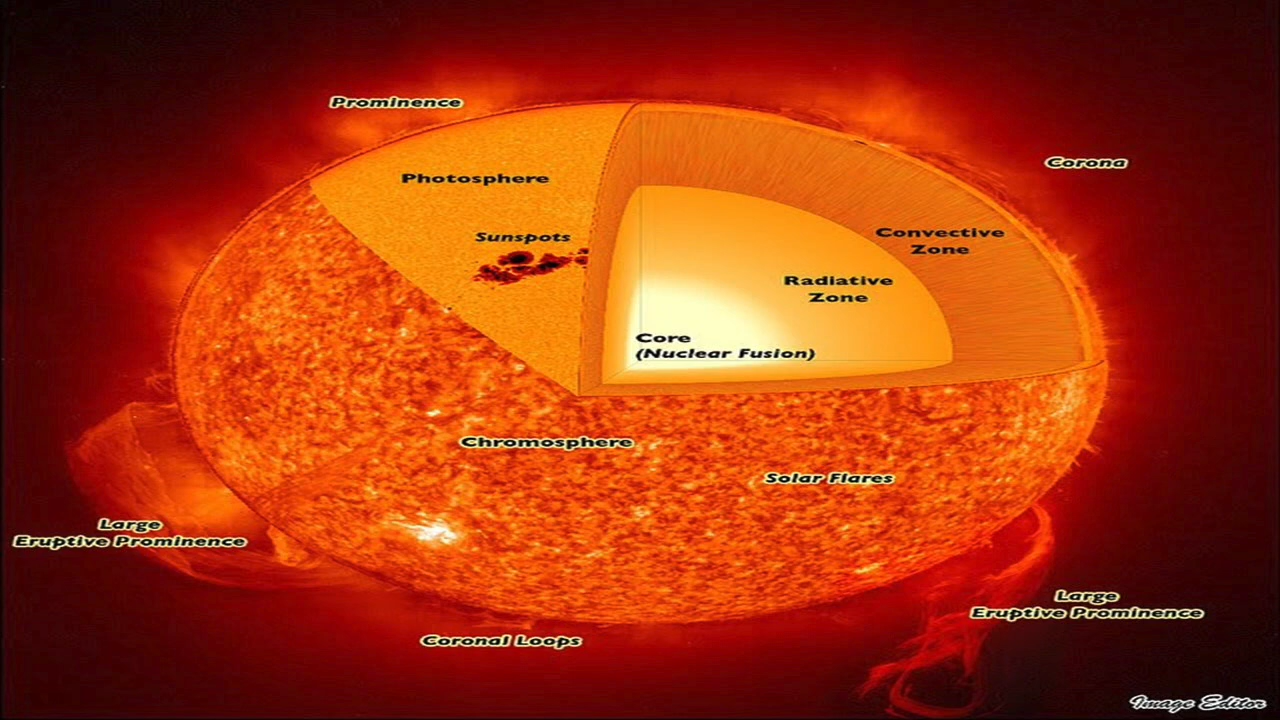 Prominence
Corona
Photosphere
Sunspots
Convective
Zone
Radiative
Zone
Core
(Nuclear Fusion)
Chromosphere
Solar Flares
Large
Eruptive Prominence
Large
Eruptive Prominence
Coronal Loops
Image Editor